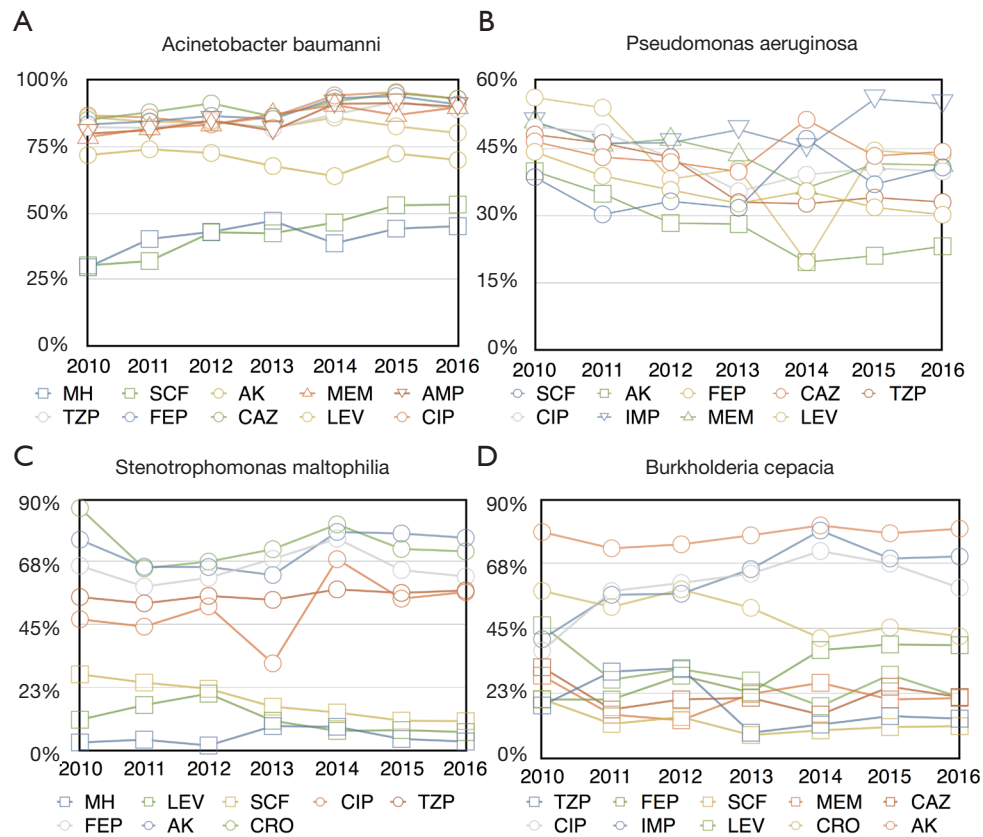 A
Acinetobacter baumanni
100%
75%
50%
25%
0%
2010 2011 2012 2013 2014 2015 2016
MH SCF AK MEM AMP
TZP FEP CAZ LEV CIP
B
Pseudomonas aeruginosa
60%
45%
30%
15%
0%
2010 2011 2012 2013 2014 2015 2016
SCF AK FEP CAZ TZP
CIP IMP MEM LEV
C
Stenotrophomonas maltophilia
90%
68%
45%
23%
0%
2010 2011 2012 2013 2014 2015 2016
MH LEV SCF CIP TZP
FEP AK CRO
D
Burkholderia cepacia
90%
68%
45%
23%
0%
2010 2011 2012 2013 2014 2015 2016
TZP FEP SCF MEM CAZ
CIP IMP LEV CRO AK